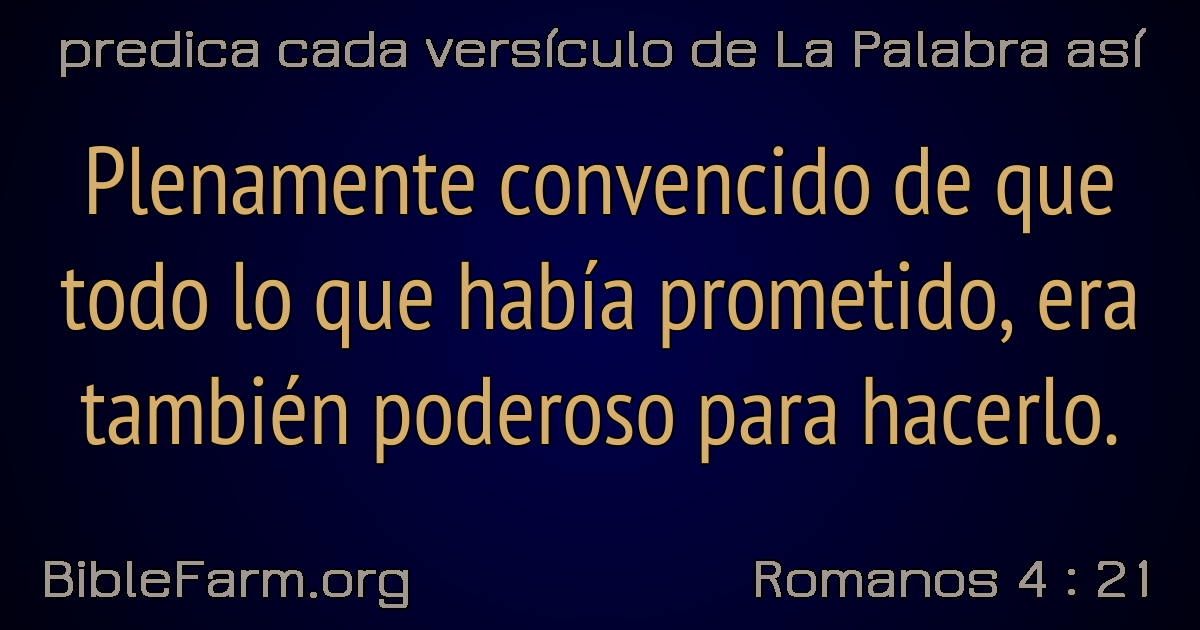 predica cada versículo de La Palabra así
Plenamente convencido de que
todo lo que había prometido, era
también poderoso para hacerlo.
BibleFarm.org
Romanos 4 : 21